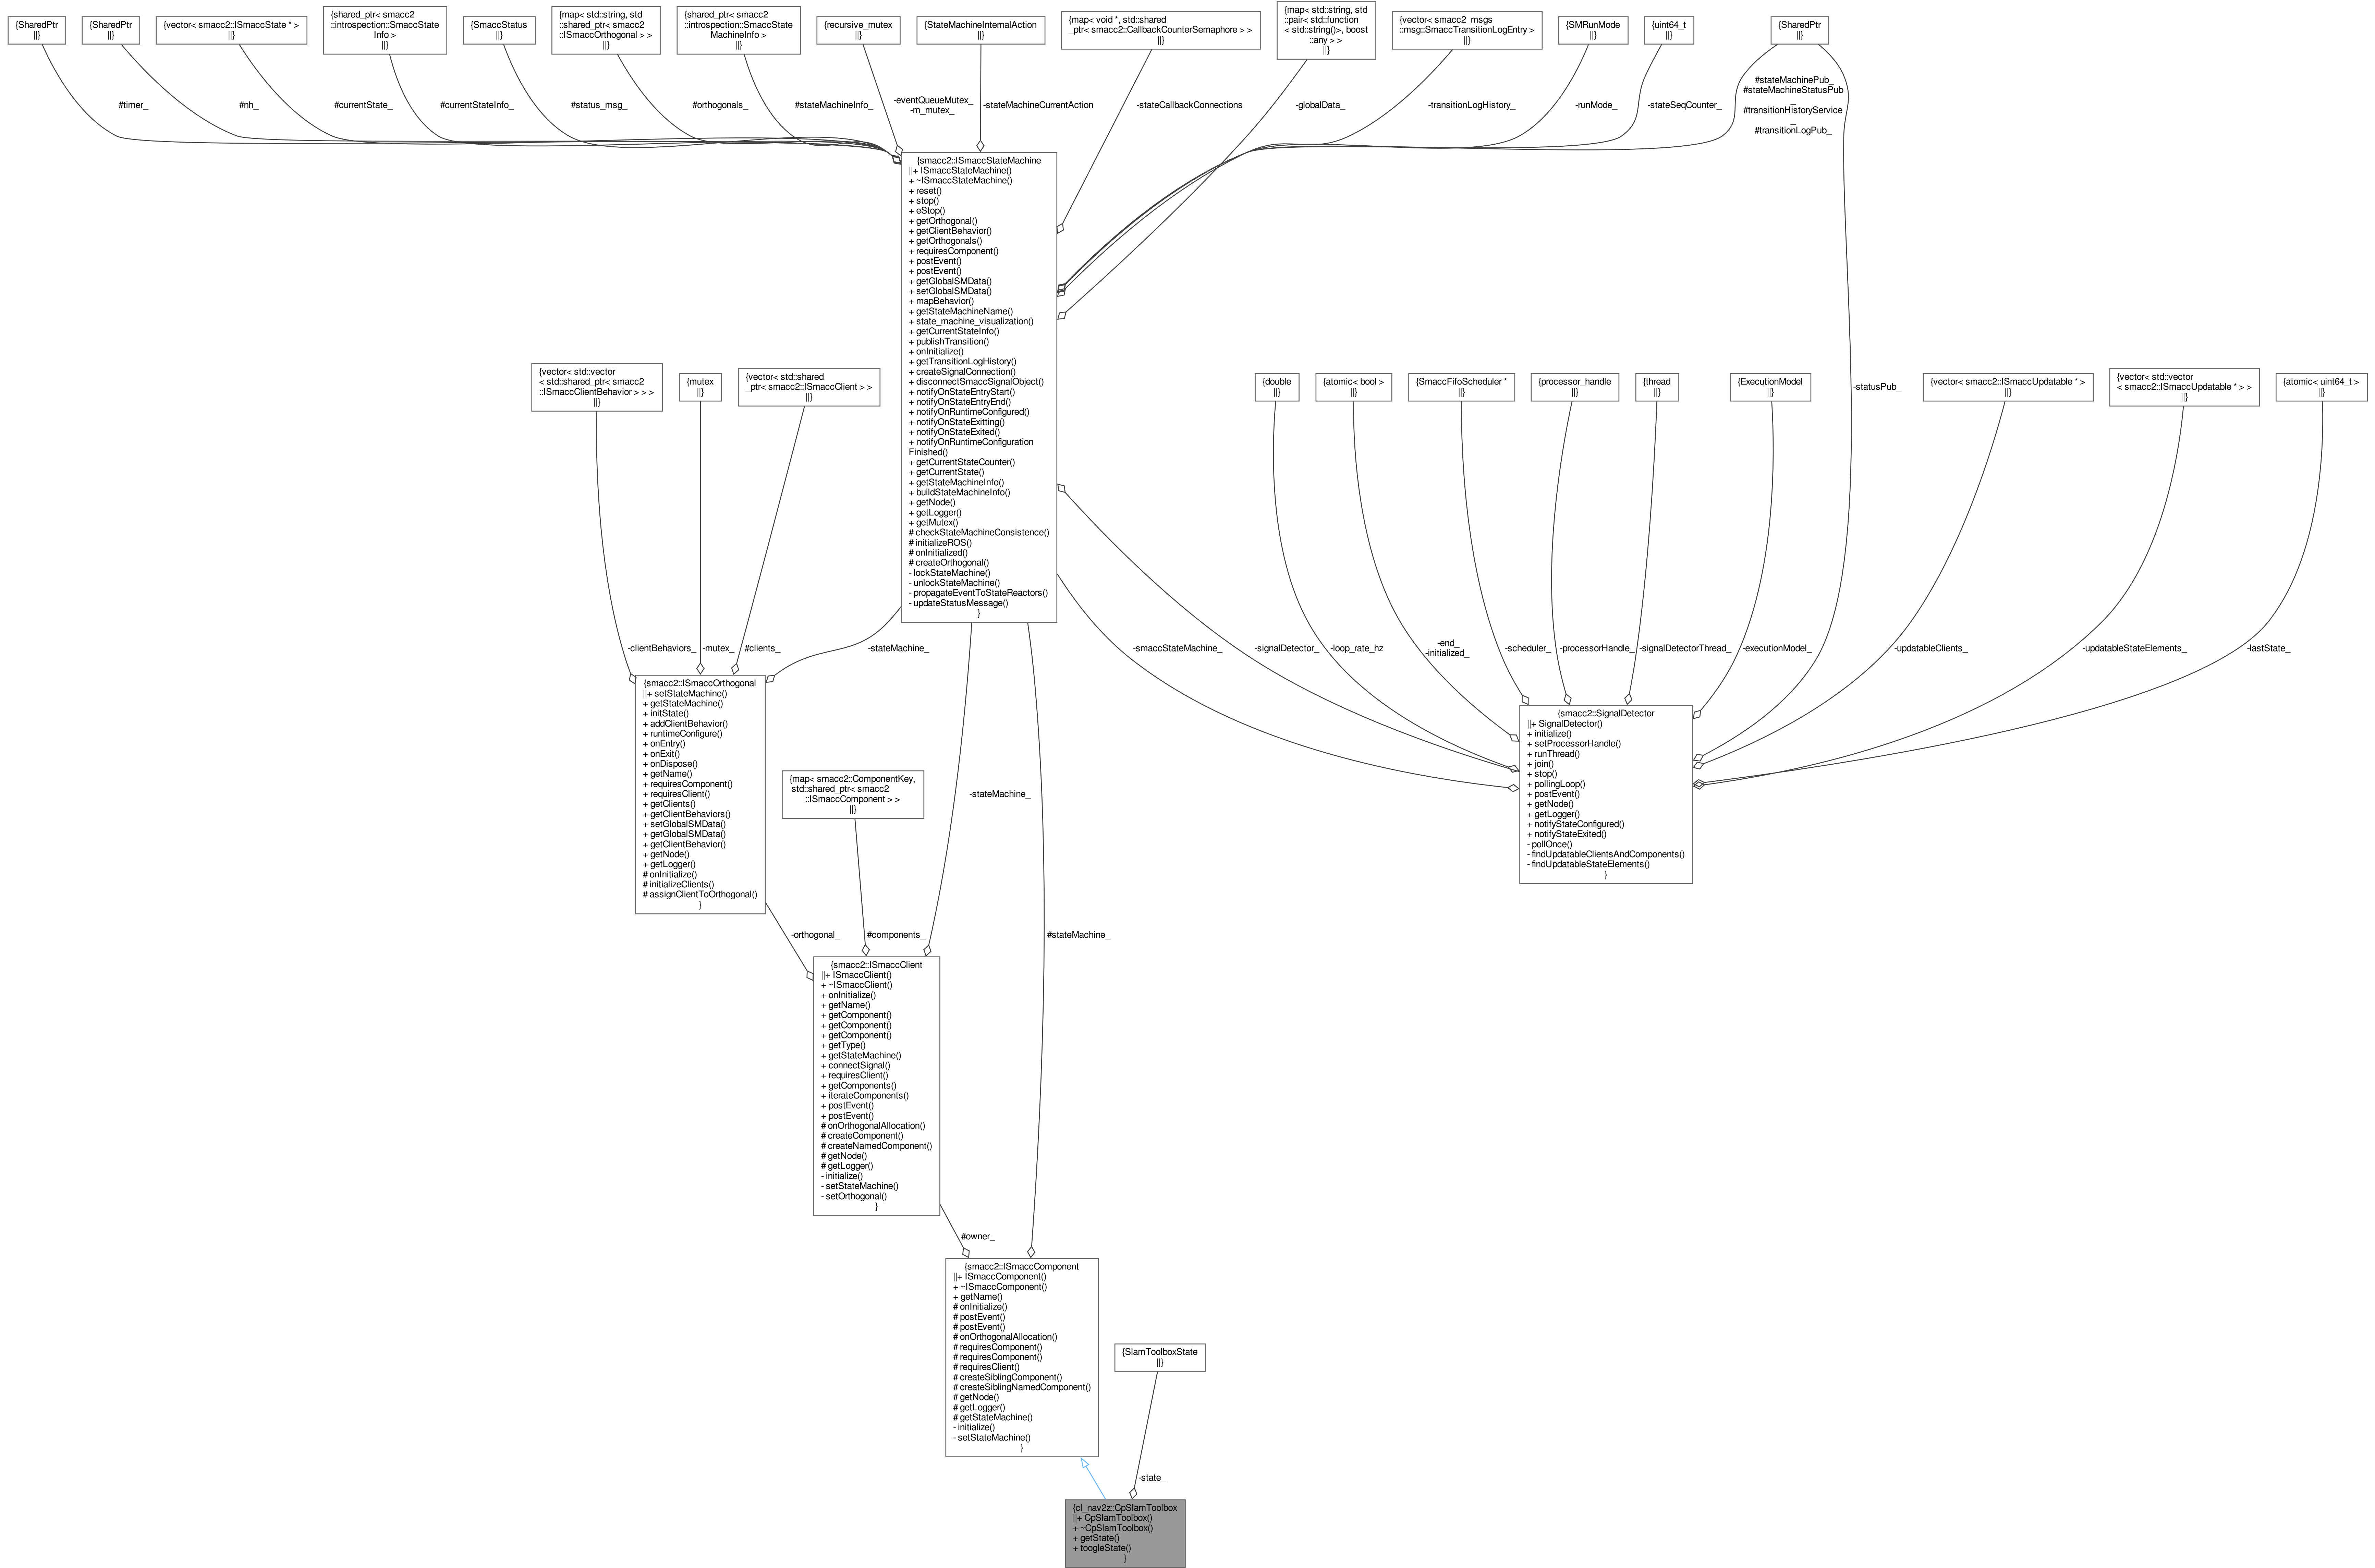 {SharedPtr
||}
{SharedPtr
||}
{vector< smacc2::ISmaccState * >
||}
{shared_ptr< smacc2
::introspection::SmaccState
Info >
||}
{SmaccStatus
||}
{map< std::string, std
::shared_ptr< smacc2
::ISmaccOrthogonal > >
||}
{shared_ptr< smacc2
::introspection::SmaccState
MachineInfo >
||}
{recursive_mutex
||}
{StateMachineInternalAction
||}
{map< void *, std::shared
_ptr< smacc2::CallbackCounterSemaphore > >
||}
{map< std::string, std
::pair< std::function
< std::string()>, boost
::any > >
||}
{vector< smacc2_msgs
::msg::SmaccTransitionLogEntry >
||}
{SMRunMode
||}
{uint64_t
||}
{SharedPtr
||}
#timer_
#nh_
#currentState_
#currentStateInfo_
#status_msg_
#orthogonals_
#stateMachineInfo_
-eventQueueMutex_
-m_mutex_
-stateMachineCurrentAction
-stateCallbackConnections
-globalData_
-transitionLogHistory_
-runMode_
-stateSeqCounter_
#stateMachinePub_
#stateMachineStatusPub
_
#transitionHistoryService
_
#transitionLogPub_
{smacc2::ISmaccStateMachine
||+ ISmaccStateMachine()
+ ~ISmaccStateMachine()
+ reset()
+ stop()
+ eStop()
+ getOrthogonal()
+ getClientBehavior()
+ getOrthogonals()
+ requiresComponent()
+ postEvent()
+ postEvent()
+ getGlobalSMData()
+ setGlobalSMData()
+ mapBehavior()
+ getStateMachineName()
+ state_machine_visualization()
+ getCurrentStateInfo()
+ publishTransition()
+ onInitialize()
+ getTransitionLogHistory()
+ createSignalConnection()
+ disconnectSmaccSignalObject()
+ notifyOnStateEntryStart()
+ notifyOnStateEntryEnd()
+ notifyOnRuntimeConfigured()
+ notifyOnStateExitting()
+ notifyOnStateExited()
+ notifyOnRuntimeConfiguration
Finished()
+ getCurrentStateCounter()
+ getCurrentState()
+ getStateMachineInfo()
+ buildStateMachineInfo()
+ getNode()
+ getLogger()
+ getMutex()
# checkStateMachineConsistence()
# initializeROS()
# onInitialized()
# createOrthogonal()
- lockStateMachine()
- unlockStateMachine()
- propagateEventToStateReactors()
- updateStatusMessage()
}
{vector< std::vector
< std::shared_ptr< smacc2
::ISmaccClientBehavior > > >
||}
{mutex
||}
{vector< std::shared
_ptr< smacc2::ISmaccClient > >
||}
{double
||}
{atomic< bool >
||}
{SmaccFifoScheduler *
||}
{processor_handle
||}
{thread
||}
{ExecutionModel
||}
-statusPub_
{vector< smacc2::ISmaccUpdatable * >
||}
{vector< std::vector
< smacc2::ISmaccUpdatable * > >
||}
{atomic< uint64_t >
||}
-clientBehaviors_
-mutex_
#clients_
-stateMachine_
-smaccStateMachine_
-signalDetector_
-loop_rate_hz
-end_
-initialized_
-scheduler_
-processorHandle_
-signalDetectorThread_
-executionModel_
-updatableClients_
-updatableStateElements_
-lastState_
{smacc2::ISmaccOrthogonal
||+ setStateMachine()
+ getStateMachine()
+ initState()
+ addClientBehavior()
+ runtimeConfigure()
+ onEntry()
+ onExit()
+ onDispose()
+ getName()
+ requiresComponent()
+ requiresClient()
+ getClients()
+ getClientBehaviors()
+ setGlobalSMData()
+ getGlobalSMData()
+ getClientBehavior()
+ getNode()
+ getLogger()
# onInitialize()
# initializeClients()
# assignClientToOrthogonal()
}
{smacc2::SignalDetector
||+ SignalDetector()
+ initialize()
+ setProcessorHandle()
+ runThread()
+ join()
+ stop()
+ pollingLoop()
+ postEvent()
+ getNode()
+ getLogger()
+ notifyStateConfigured()
+ notifyStateExited()
- pollOnce()
- findUpdatableClientsAndComponents()
- findUpdatableStateElements()
}
{map< smacc2::ComponentKey,
std::shared_ptr< smacc2
::ISmaccComponent > >
||}
-stateMachine_
-orthogonal_
#components_
#stateMachine_
{smacc2::ISmaccClient
||+ ISmaccClient()
+ ~ISmaccClient()
+ onInitialize()
+ getName()
+ getComponent()
+ getComponent()
+ getComponent()
+ getType()
+ getStateMachine()
+ connectSignal()
+ requiresClient()
+ getComponents()
+ iterateComponents()
+ postEvent()
+ postEvent()
# onOrthogonalAllocation()
# createComponent()
# createNamedComponent()
# getNode()
# getLogger()
- initialize()
- setStateMachine()
- setOrthogonal()
}
#owner_
{smacc2::ISmaccComponent
||+ ISmaccComponent()
+ ~ISmaccComponent()
+ getName()
# onInitialize()
# postEvent()
# postEvent()
# onOrthogonalAllocation()
# requiresComponent()
# requiresComponent()
# requiresClient()
# createSiblingComponent()
# createSiblingNamedComponent()
# getNode()
# getLogger()
# getStateMachine()
- initialize()
- setStateMachine()
}
{SlamToolboxState
||}
-state_
{cl_nav2z::CpSlamToolbox
||+ CpSlamToolbox()
+ ~CpSlamToolbox()
+ getState()
+ toogleState()
}